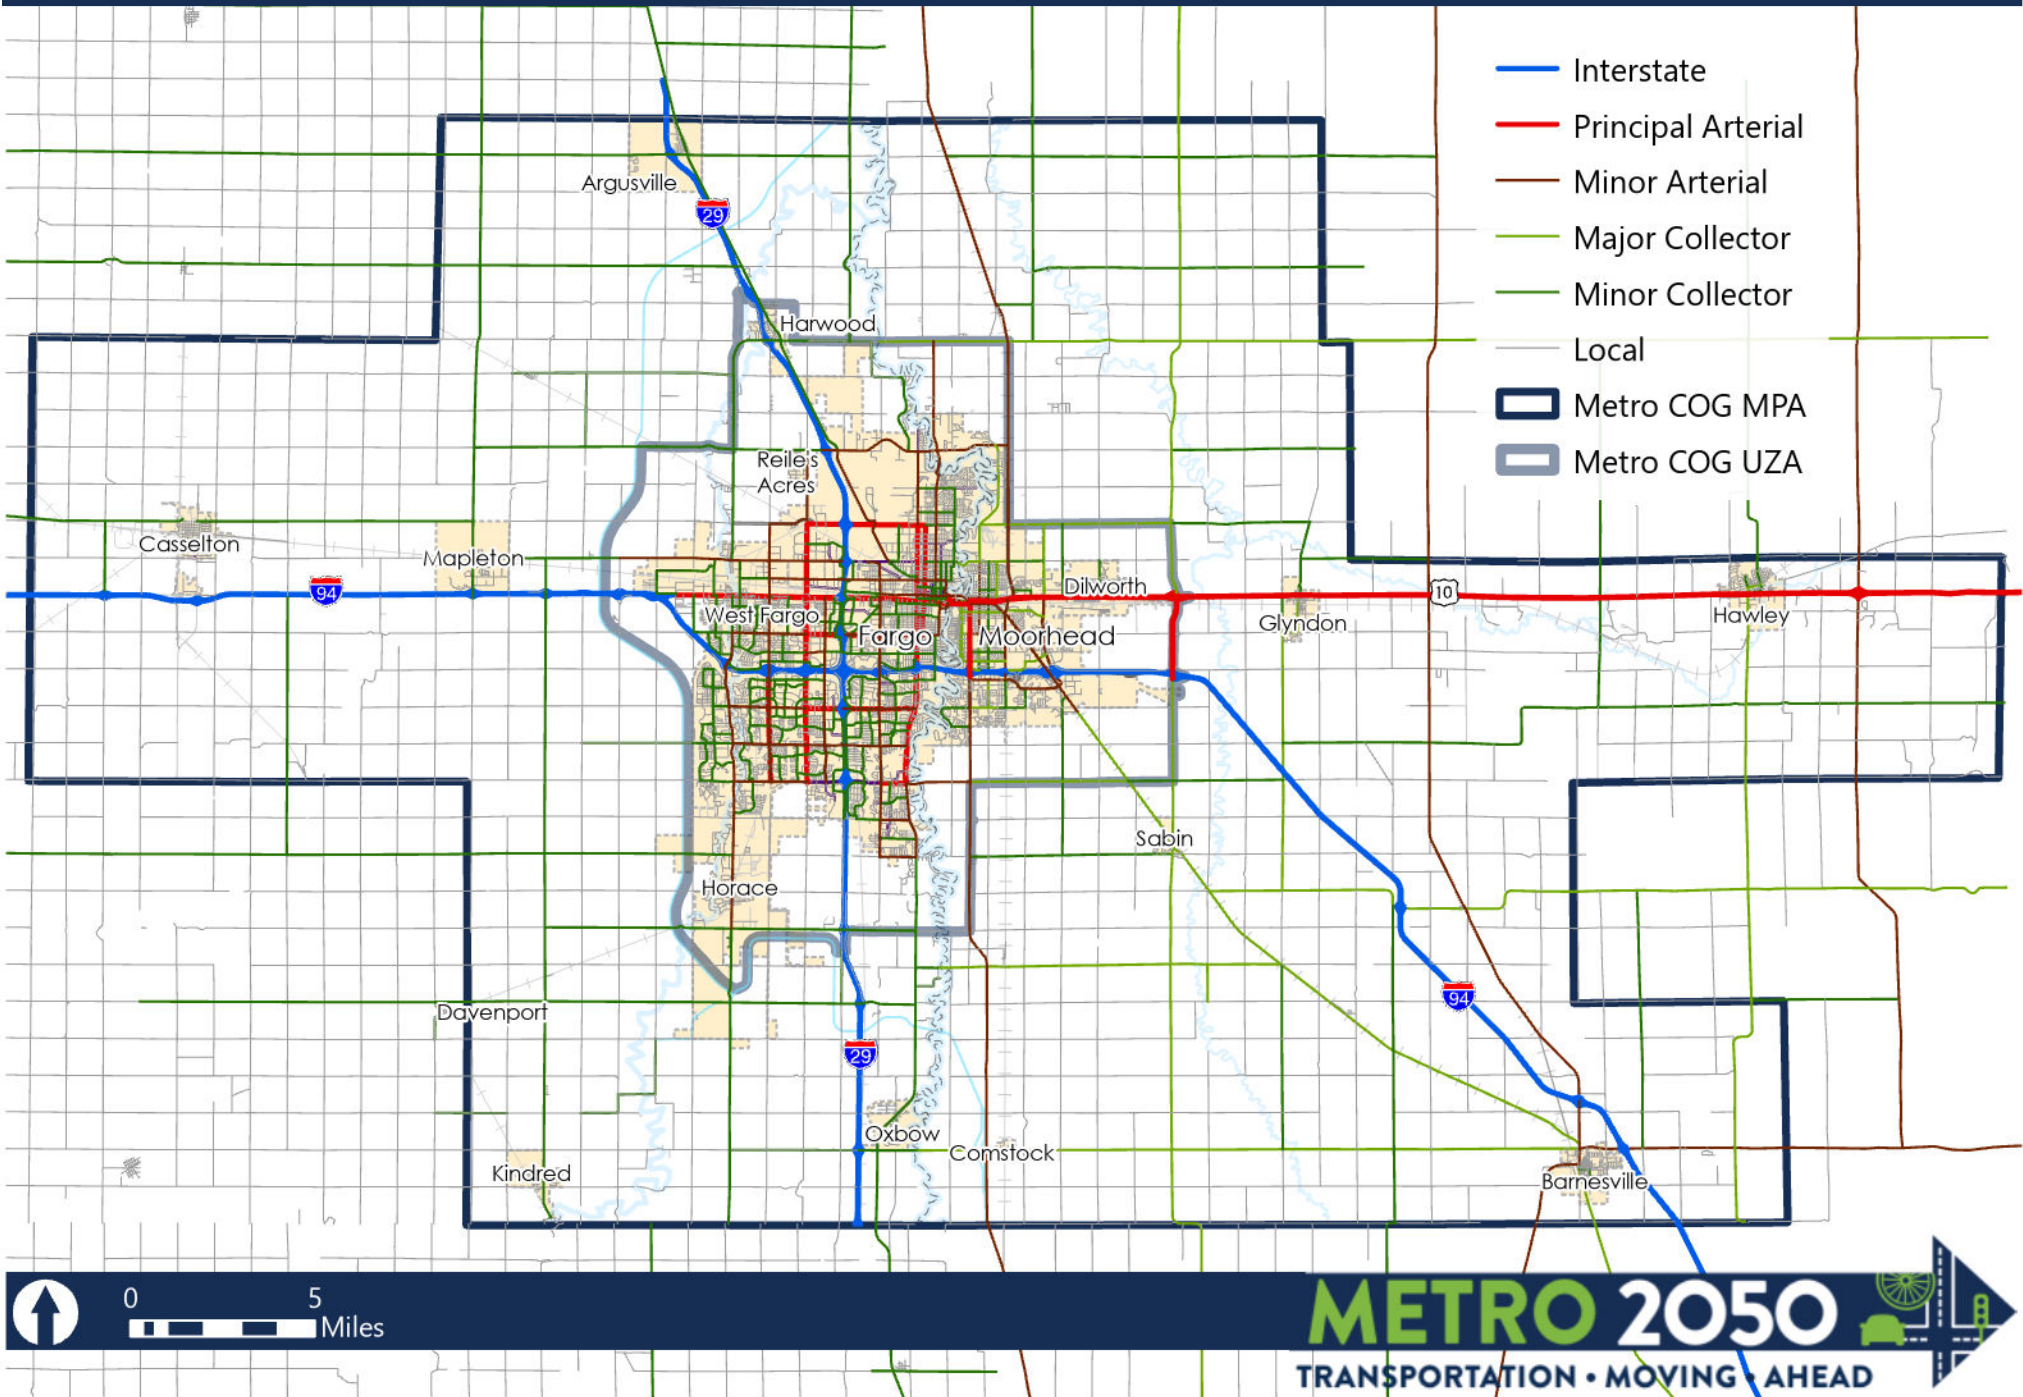 Interstate
Principal Arterial
Minor Arterial
Major Collector
Minor Collector
Local
Metro COG MPA
Metro COG UZA
Argusville
29
Harwood
Reile's
Acres
Casselton
Mapleton
94
Dilworth
10
West Fargo
Fargo
Moorhead
Glyndon
Hawley
Sabin
Horace
94
Davenport
29
Oxbow
Comstock
Kindred
Barnesville
0 5
Miles
METRO 2050
TRANSPORTATION • MOVING • AHEAD